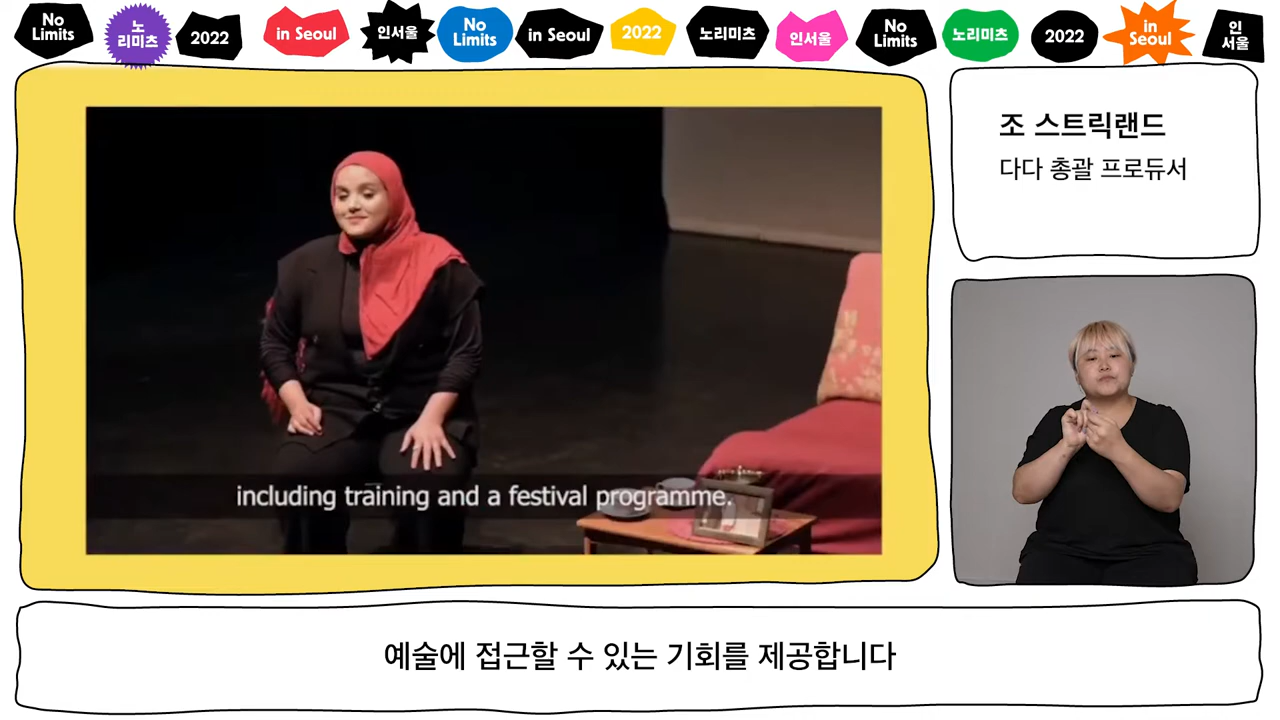 No
Limits
노
리미츠
2022
in Seoul
인서울
No
Limits
in Seoul
2022
노리미츠
인서울
No
Limits
노리미츠
2022
in
Seoul
인
서울
조 스트릭랜드
다다 총괄 프로듀서
including training and a festival programme.
예술에 접근할 수 있는 기회를 제공합니다